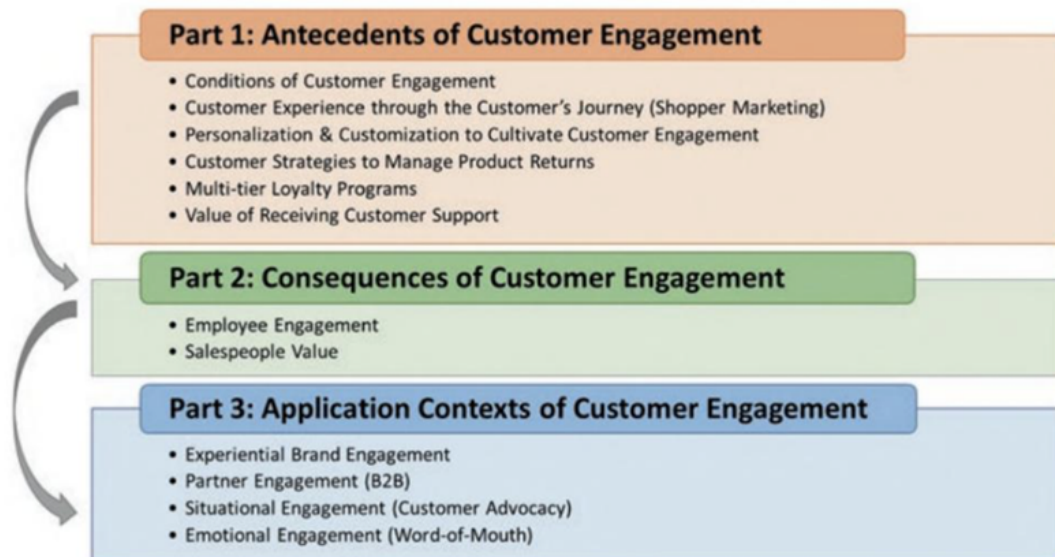 Part 1: Antecedents of Customer Engagement
• Conditions of Customer Engagement
• Customer Experience through the Customer's Journey (Shopper Marketing)
• Personalization & Customization to Cultivate Customer Engagement
• Customer Strategies to Manage Product Returns
• Multi-tier Loyalty Programs
• Value of Receiving Customer Support
Part 2: Consequences of Customer Engagement
• Employee Engagement
• Salespeople Value
Part 3: Application Contexts of Customer Engagement
• Experiential Brand Engagement
• Partner Engagement (B2B)
• Situational Engagement (Customer Advocacy)
• Emotional Engagement (Word-of-Mouth)